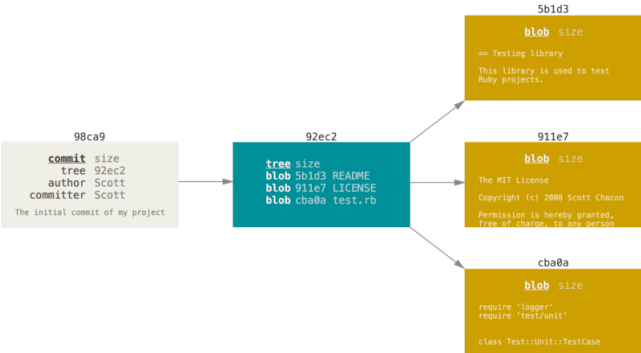 5b1d3
blob size
== Testing library
This library is used to test
Ruby projects.
98ca9
commit size
tree 92ec2
author Scott
committer Scott
The initial commit of my project
92ec2
tree size
blob 5b1d3 README
blob 911e7 LICENSE
blob cba0a test.rb
911e7
blob size
The MIT License
Copyright (c) 2008 Scott Chacon
Permission is hereby granted,
free of charge, to any person
cba0a
blob size
require 'logger'
require 'test/unit'
class Test::Unit::TestCase